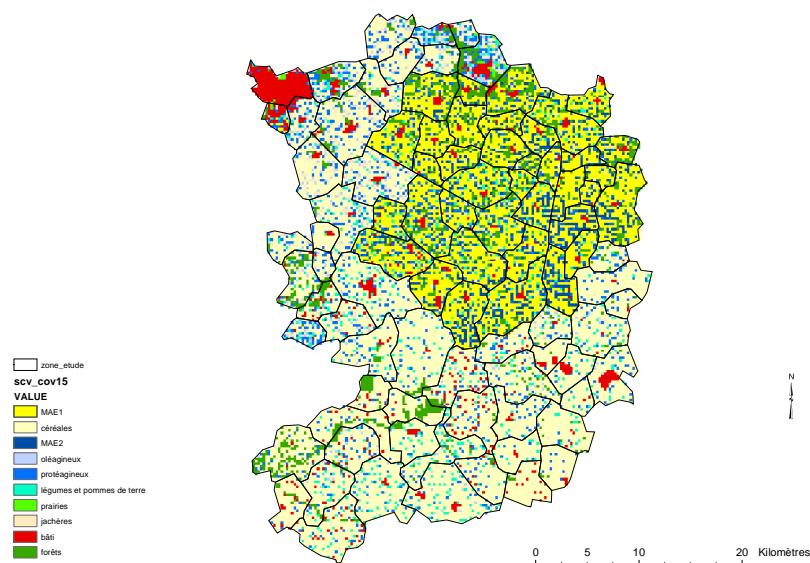 zone_etude
scv_cov15
VALUE
MAE1
céréales
MAE2
oléagineux
protéagineux
légumes et pommes de terre
prairies
jachères
bâti
forêts
N
0 5 10 20 Kilomètres